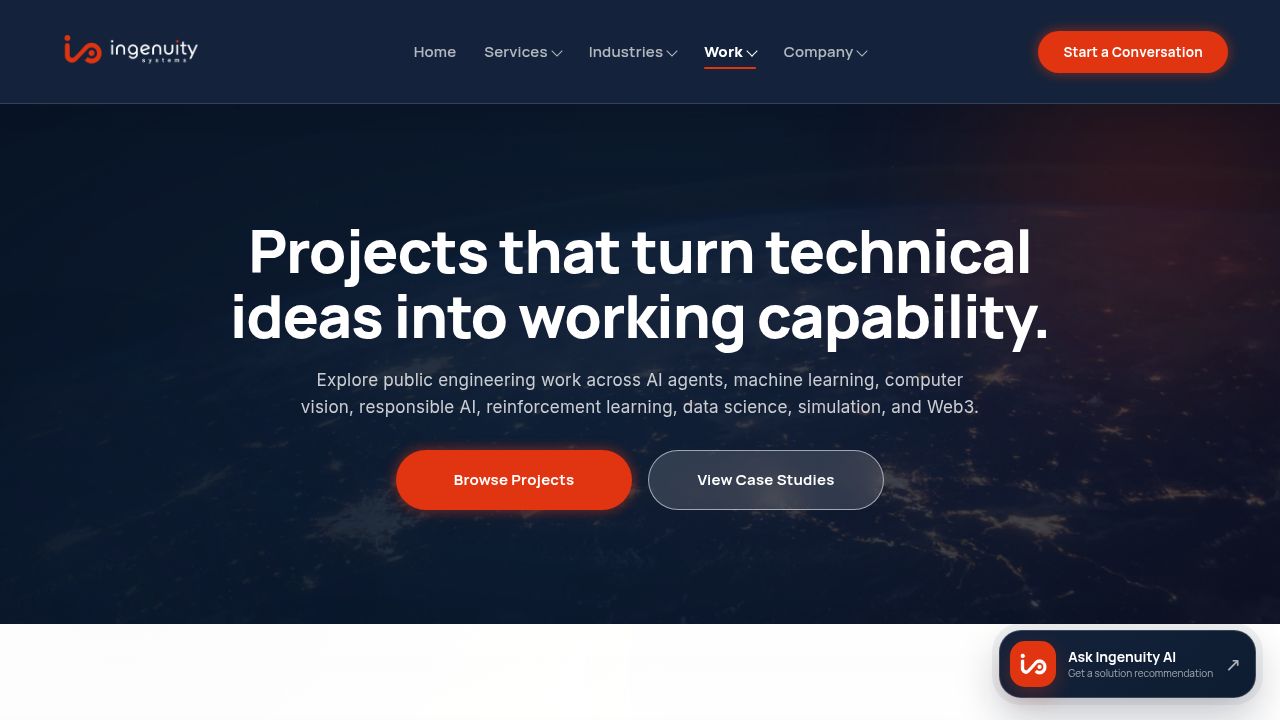 ingenuity
systems
Home
Services
Industries
Work
Company
Start a Conversation
Projects that turn technical
ideas into working capability.
Explore public engineering work across AI agents, machine learning, computer
vision, responsible AI, reinforcement learning, data science, simulation, and Web3.
Browse Projects
View Case Studies
Ask Ingenuity AI
Get a solution recommendation